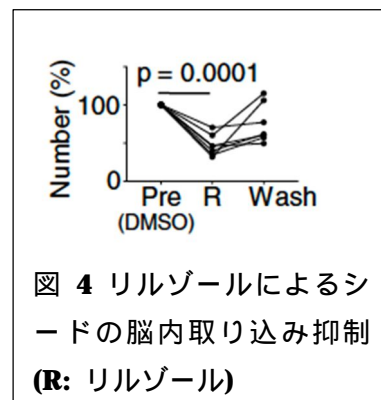 p = 0.0001
Number (%)
100
0
Pre R Wash
(DMSO)
図 4 リルゾールによるシ
ードの脳内取り込み抑制
(R: リルゾール)